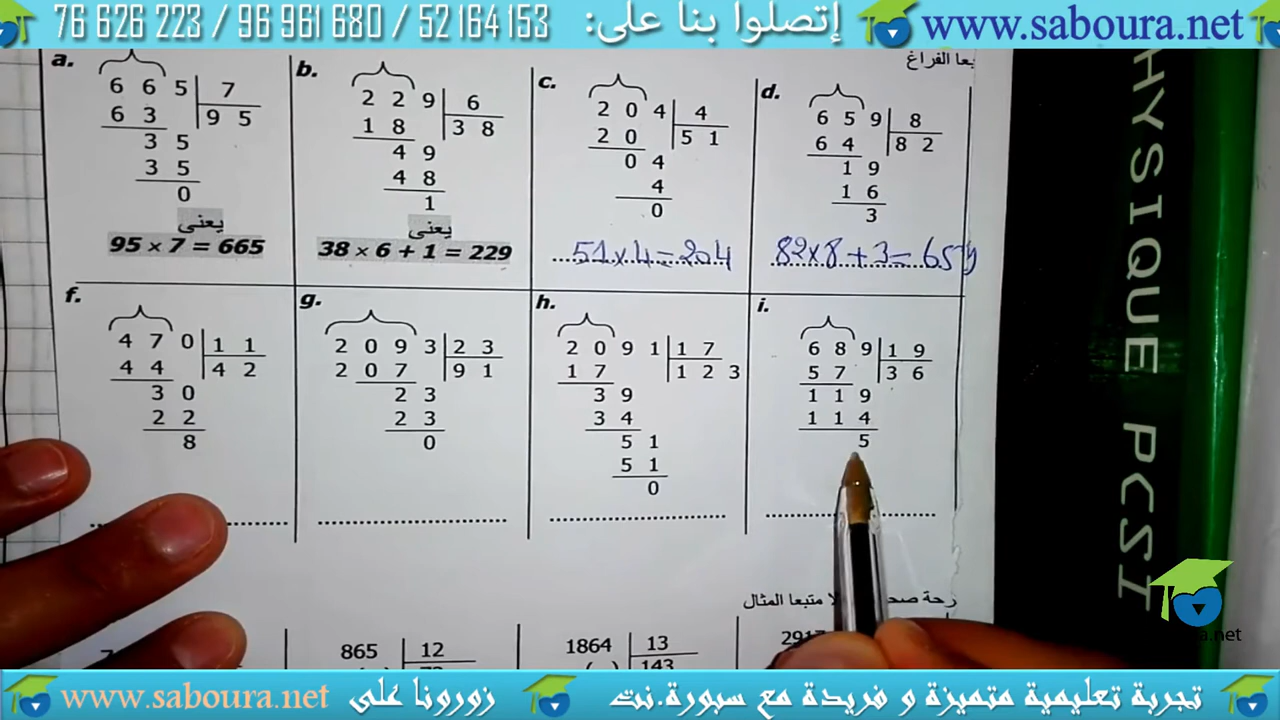 76 626 223 / 96 961 680 / 52 164 153 إتصلوا بنا على: www.saboura.net
بعا الفراغ
PHYSIQUE PCSI
a.
6 6 5 | 7
6 3 | 9 5
3 5
3 5
0
يعني
95 × 7 = 665
b.
2 2 9 | 6
1 8 | 3 8
4 9
4 8
1
يعني
38 × 6 + 1 = 229
c.
2 0 4 | 4
2 0 | 5 1
0 4
4
0
51 x 4 = 204
d.
6 5 9 | 8
6 4 | 8 2
1 9
1 6
3
82 x 8 + 3 = 659
f.
4 7 0 | 1 1
4 4 | 4 2
3 0
2 2
8
g.
2 0 9 3 | 2 3
2 0 7 | 9 1
2 3
2 3
0
h.
2 0 9 1 | 1 7
1 7 | 1 2 3
3 9
3 4
5 1
5 1
0
i.
6 8 9 | 1 9
5 7 | 3 6
1 1 9
1 1 4
5
متبعا المثال
865 | 12
1864 | 13
143
www.saboura.net زورونا على
تجربة تعليمية متميزة و فريدة مع سبورة.نت